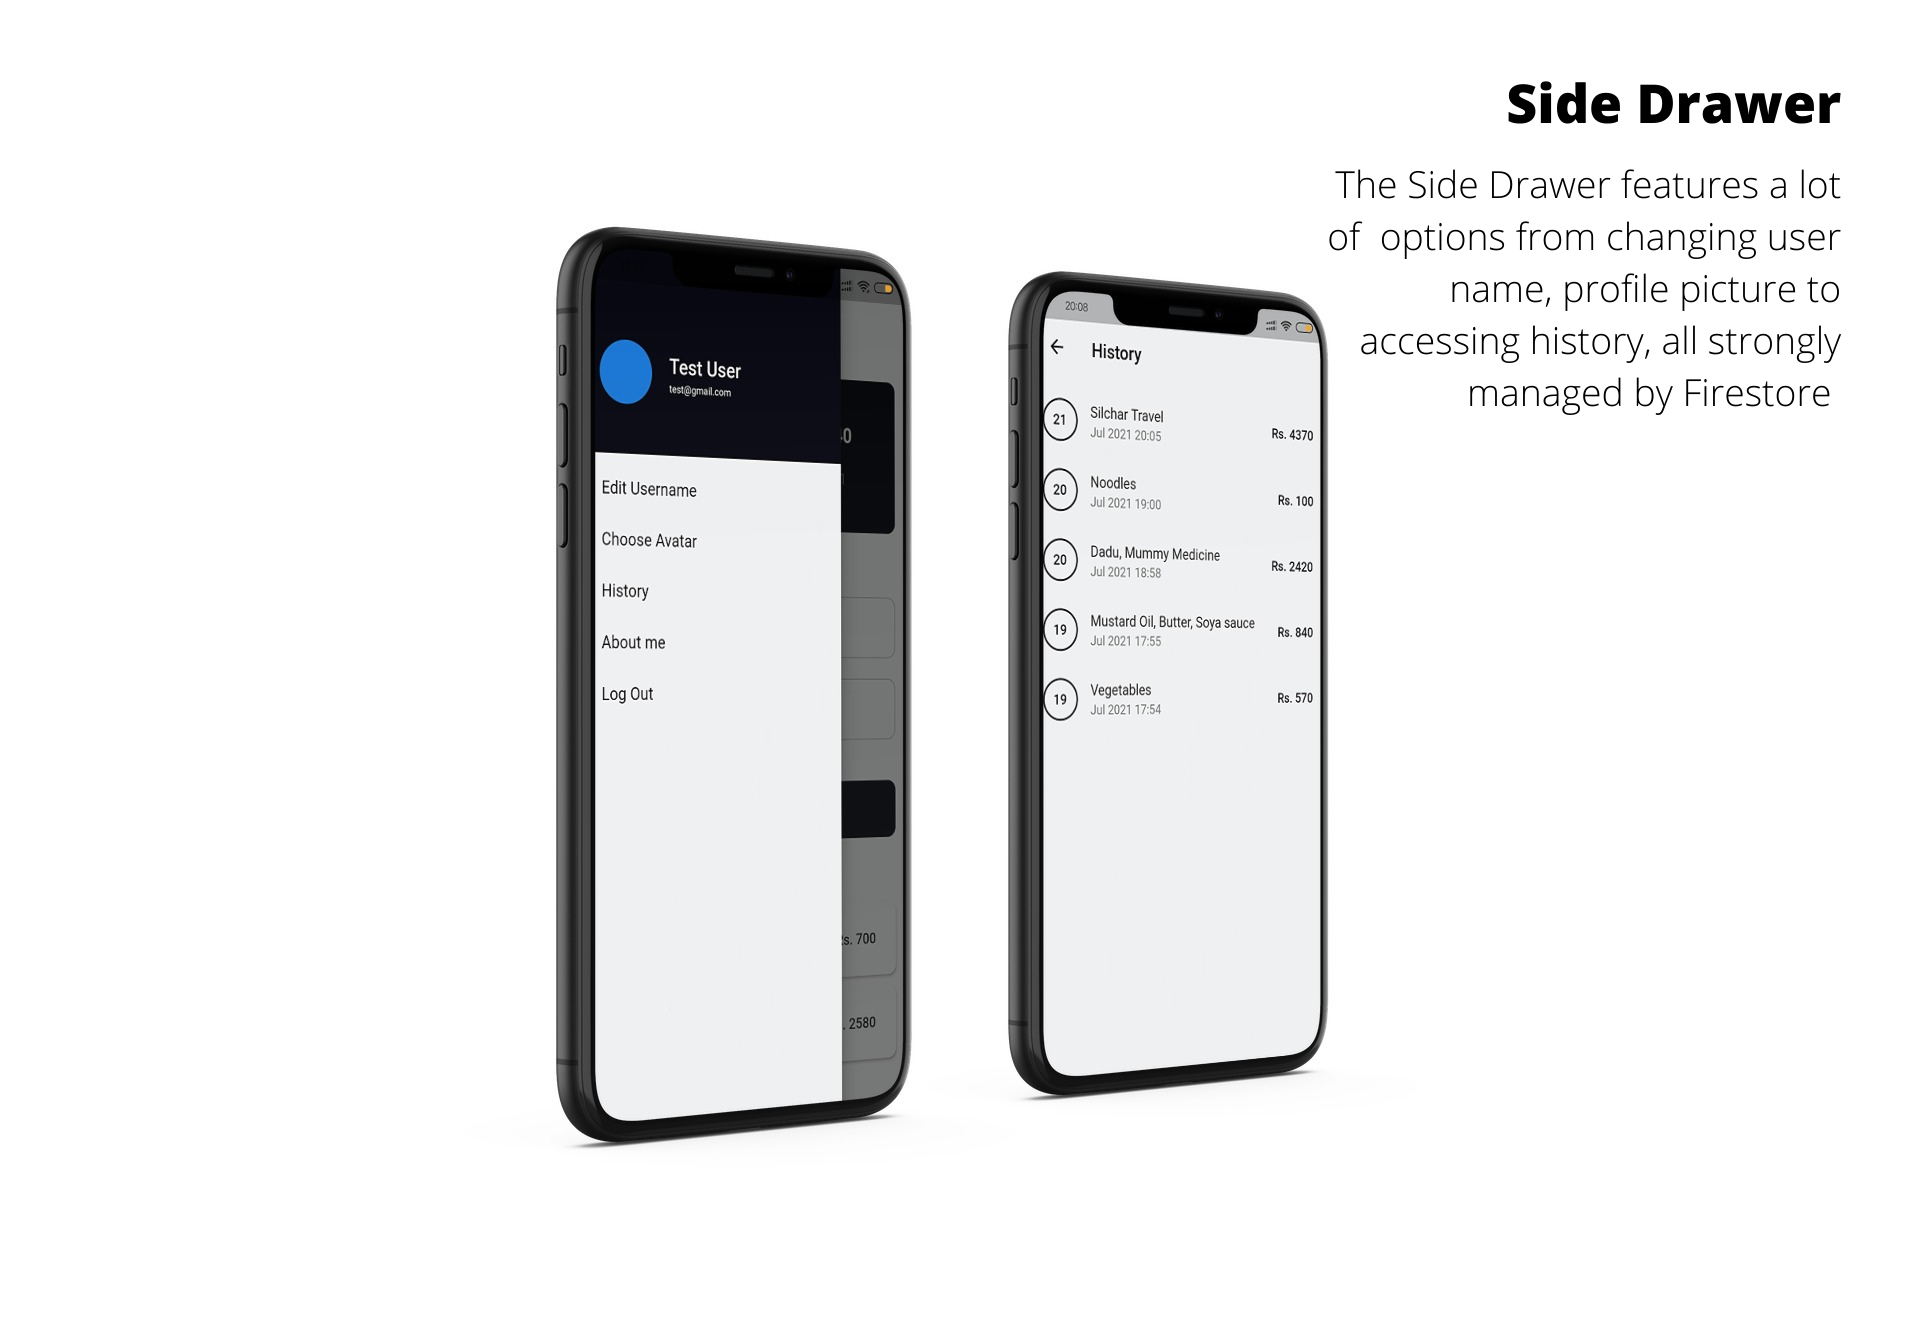 Side Drawer
The Side Drawer features a lot
of  options from changing user
name, profile picture to
accessing history, all strongly
managed by Firestore
Test User
test@gmail.com
Edit Username
Choose Avatar
History
About me
Log Out
700
2580
20:08
History
21
Silchar Travel
Jul 2021 20:05
Rs. 4370
20
Noodles
Jul 2021 19:00
Rs. 100
20
Dadu, Mummy Medicine
Jul 2021 18:58
Rs. 2420
19
Mustard Oil, Butter, Soya sauce
Jul 2021 17:55
Rs. 840
19
Vegetables
Jul 2021 17:54
Rs. 570